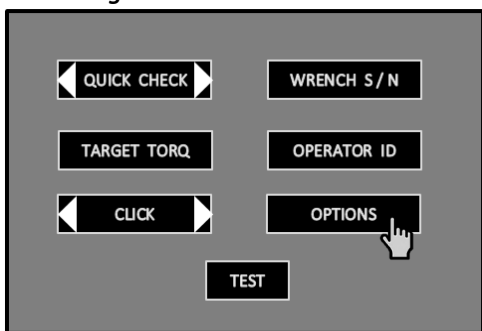 QUICK CHECK
WRENCH S / N
TARGET TORQ
OPERATOR ID
CLICK
OPTIONS
TEST